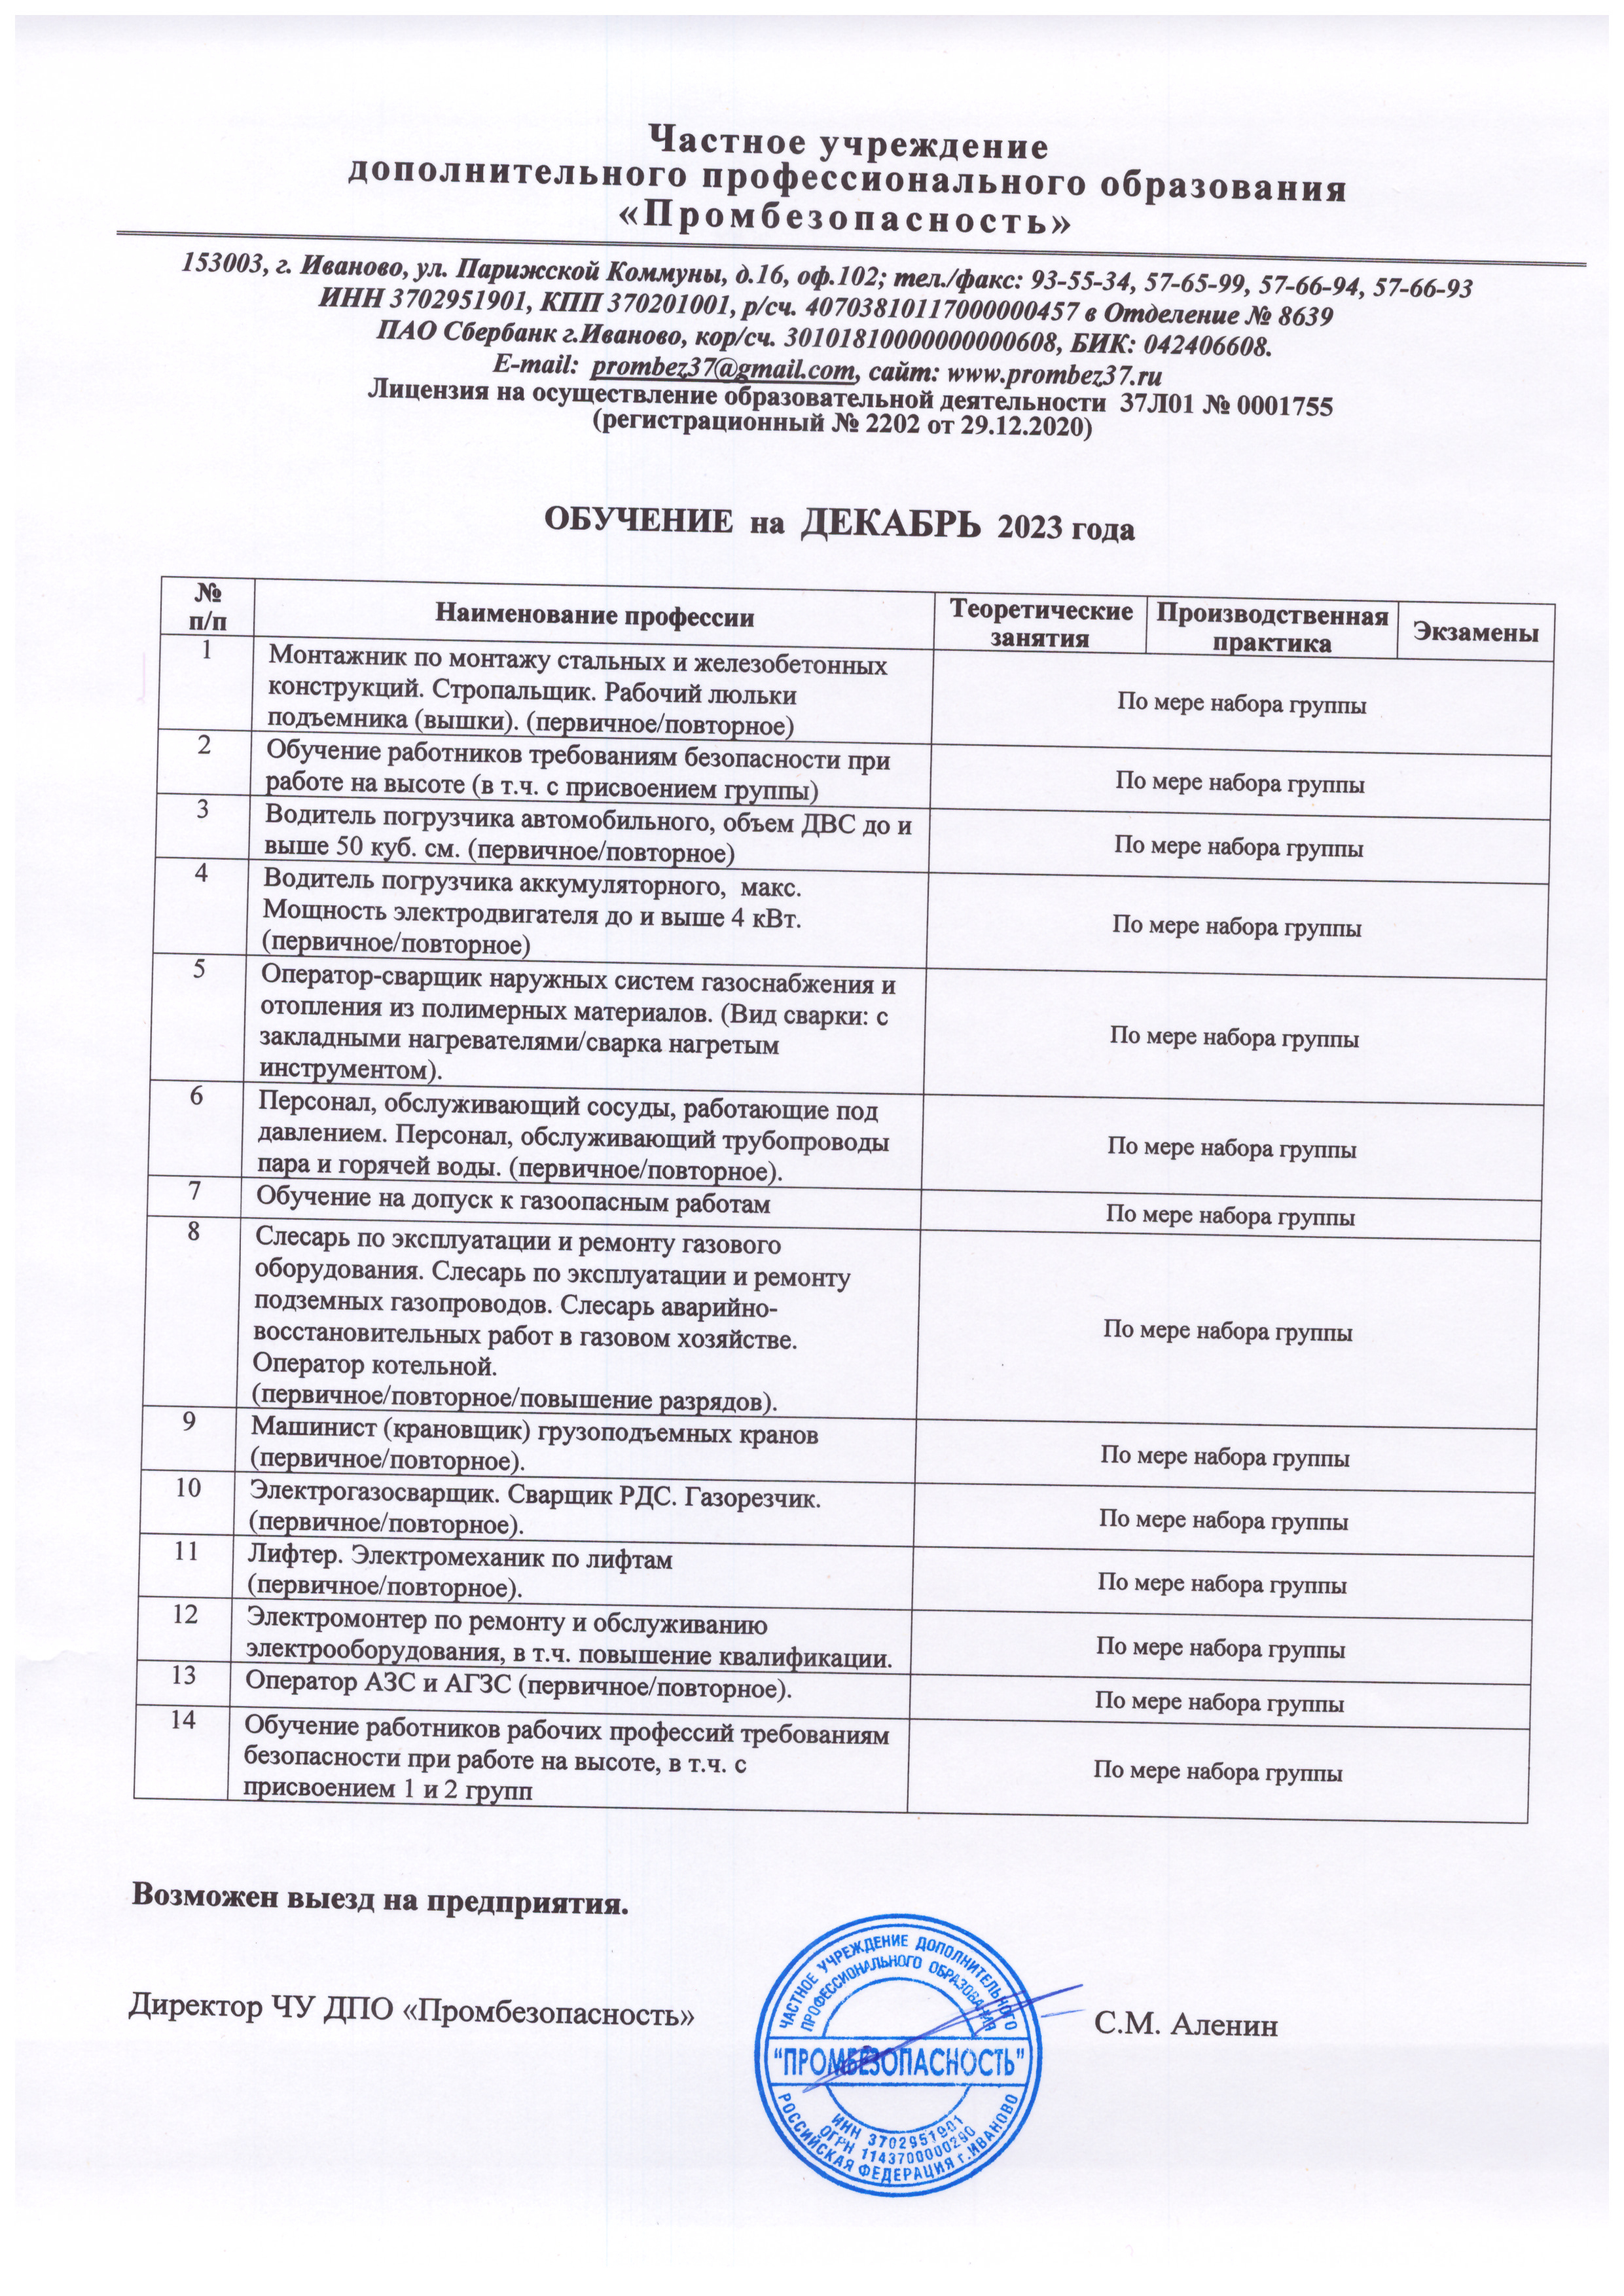 Частное учреждение
дополнительного профессионального образования
«Промбезопасность»
153003, г. Иваново, ул. Парижской Коммуны, д.16, оф.102; тел./факс: 93-55-34, 57-65-99, 57-66-94, 57-66-93
ИНН 3702951901, КПП 370201001, р/сч. 40703810117000000457 в Отделение № 8639
ПАО Сбербанк г.Иваново, кор/сч. 30101810000000000608, БИК: 042406608.
E-mail: prombez37@gmail.com, сайт: www.prombez37.ru
Лицензия на осуществление образовательной деятельности 37Л01 № 0001755
(регистрационный № 2202 от 29.12.2020)
ОБУЧЕНИЕ на ДЕКАБРЬ 2023 года
№
п/п
Наименование профессии
Теоретические
занятия
Производственная
практика
Экзамены
1
Монтажник по монтажу стальных и железобетонных
конструкций. Стропальщик. Рабочий люльки
подъемника (вышки). (первичное/повторное)
По мере набора группы
2
Обучение работников требованиям безопасности при
работе на высоте (в т.ч. с присвоением группы)
По мере набора группы
3
Водитель погрузчика автомобильного, объем ДВС до и
выше 50 куб. см. (первичное/повторное)
По мере набора группы
4
Водитель погрузчика аккумуляторного, макс.
Мощность электродвигателя до и выше 4 кВт.
(первичное/повторное)
По мере набора группы
5
Оператор-сварщик наружных систем газоснабжения и
отопления из полимерных материалов. (Вид сварки: с
закладными нагревателями/сварка нагретым
инструментом).
По мере набора группы
6
Персонал, обслуживающий сосуды, работающие под
давлением. Персонал, обслуживающий трубопроводы
пара и горячей воды. (первичное/повторное).
По мере набора группы
7
Обучение на допуск к газоопасным работам
По мере набора группы
8
Слесарь по эксплуатации и ремонту газового
оборудования. Слесарь по эксплуатации и ремонту
подземных газопроводов. Слесарь аварийно-
восстановительных работ в газовом хозяйстве.
Оператор котельной.
(первичное/повторное/повышение разрядов).
По мере набора группы
9
Машинист (крановщик) грузоподъемных кранов
(первичное/повторное).
По мере набора группы
10
Электрогазосварщик. Сварщик РДС. Газорезчик.
(первичное/повторное).
По мере набора группы
11
Лифтер. Электромеханик по лифтам
(первичное/повторное).
По мере набора группы
12
Электромонтер по ремонту и обслуживанию
электрооборудования, в т.ч. повышение квалификации.
По мере набора группы
13
Оператор АЗС и АГЗС (первичное/повторное).
По мере набора группы
14
Обучение работников рабочих профессий требованиям
безопасности при работе на высоте, в т.ч. с
присвоением 1 и 2 групп
По мере набора группы
Возможен выезд на предприятия.
Директор ЧУ ДПО «Промбезопасность»
С.М. Аленин
ЧАСТНОЕ УЧРЕЖДЕНИЕ ДОПОЛНИТЕЛЬНОГО
ПРОФЕССИОНАЛЬНОГО ОБРАЗОВАНИЯ
"ПРОМБЕЗОПАСНОСТЬ"
ИНН 3702951901
ОГРН 1143700000290
РОССИЙСКАЯ ФЕДЕРАЦИЯ г.ИВАНОВО